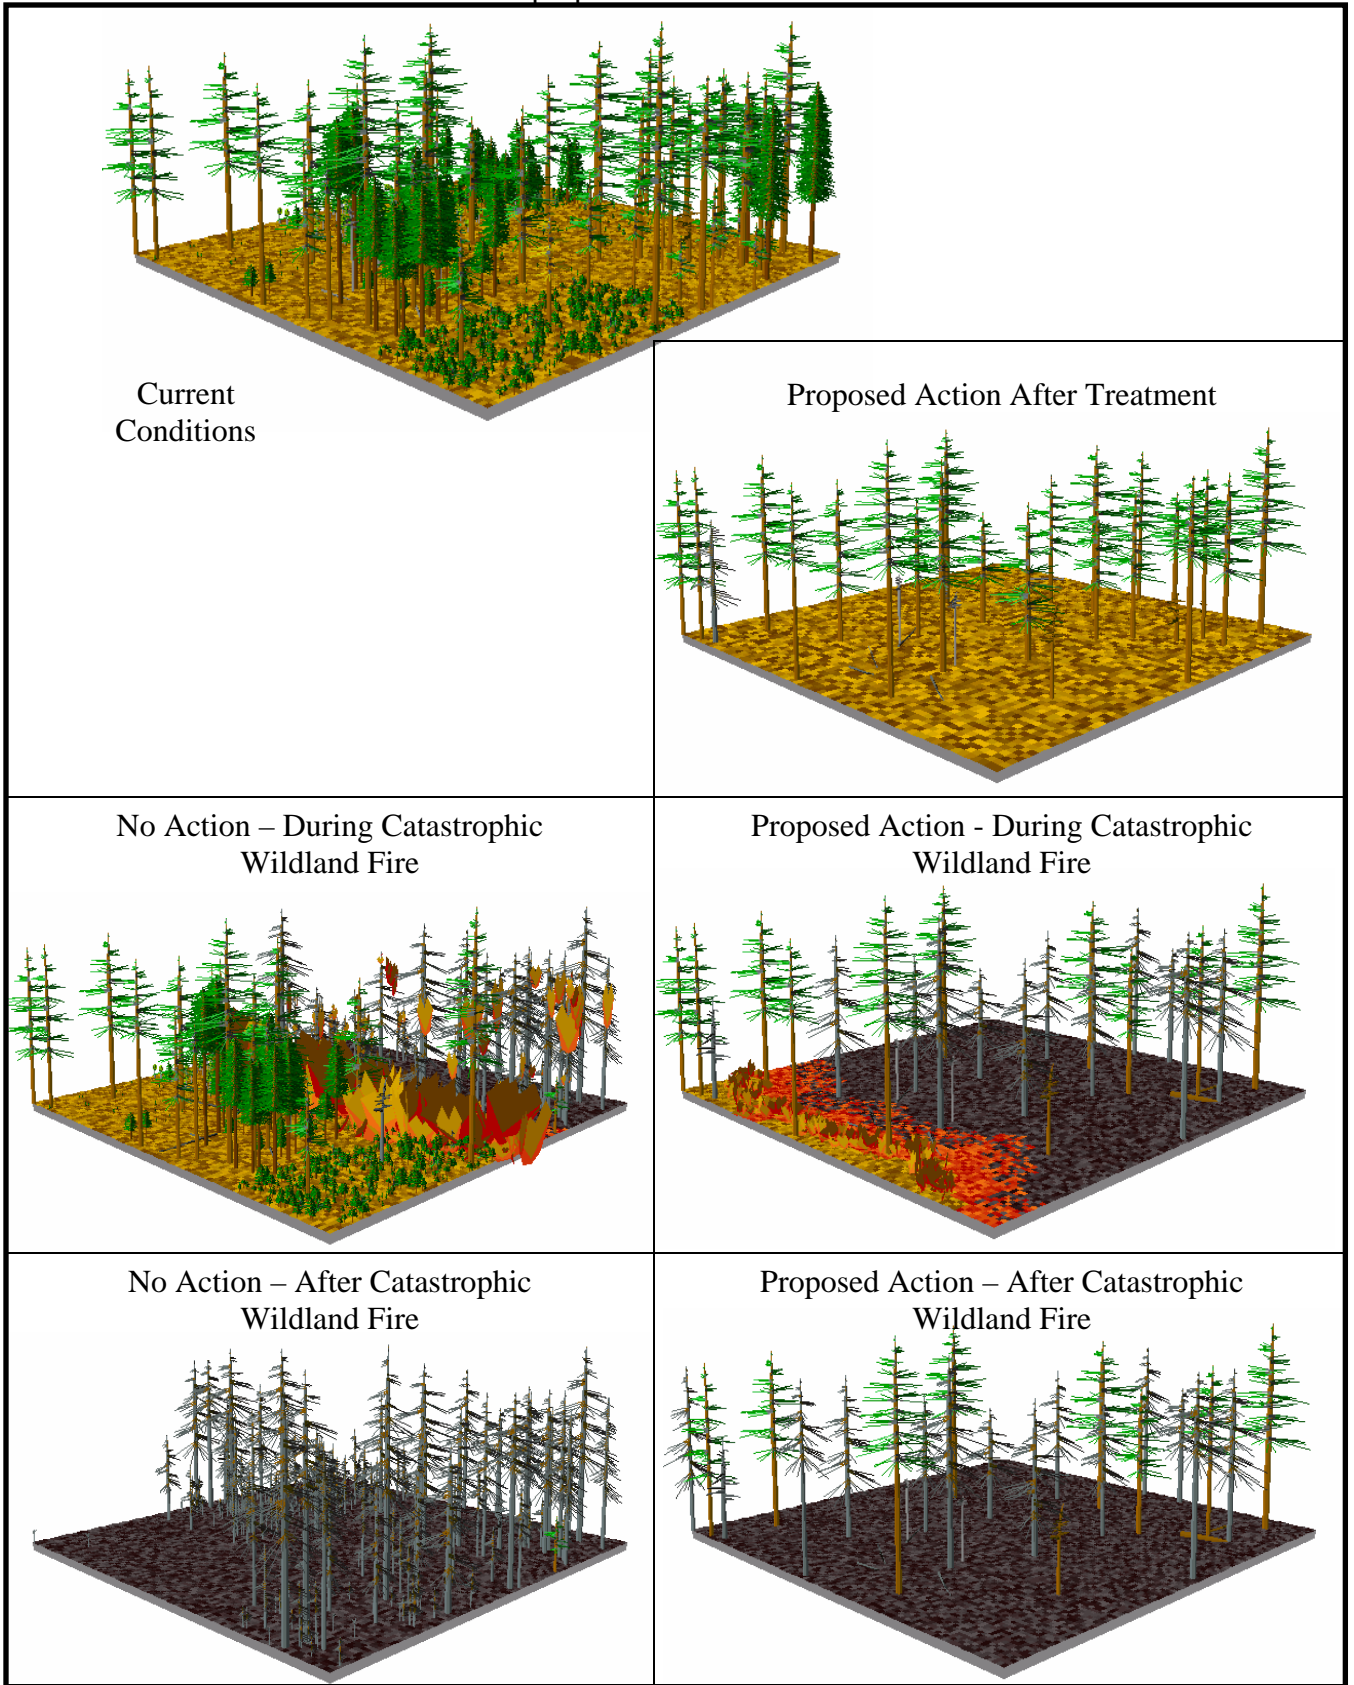 Current
Conditions
Proposed Action After Treatment
No Action – During Catastrophic
Wildland Fire
Proposed Action - During Catastrophic
Wildland Fire
No Action – After Catastrophic
Wildland Fire
Proposed Action – After Catastrophic
Wildland Fire